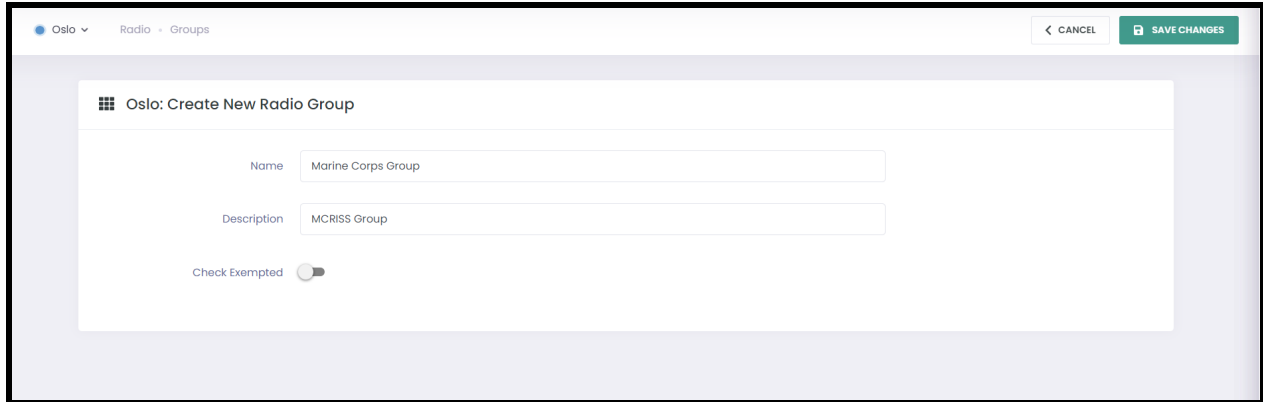 Oslo
Radio • Groups
CANCEL
SAVE CHANGES
Oslo: Create New Radio Group
Name
Marine Corps Group
Description
MCRISS Group
Check Exempted